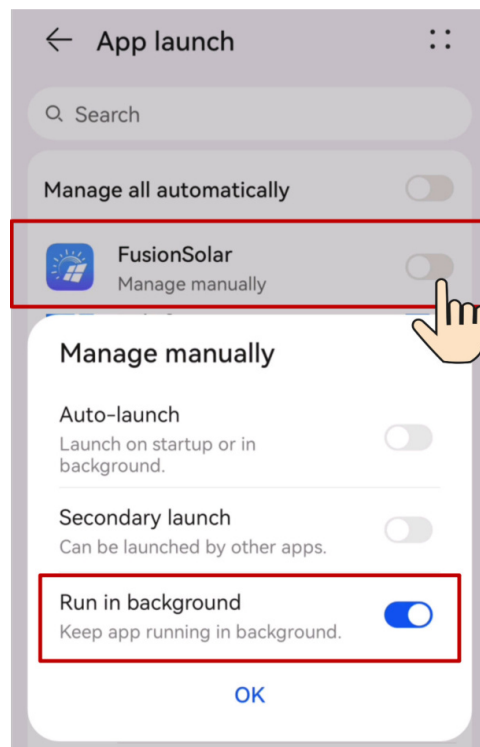 App launch
Search
Manage all automatically
FusionSolar
Manage manually
Manage manually
Auto-launch
Launch on startup or in
background.
Secondary launch
Can be launched by other apps.
Run in background
Keep app running in background.
OK